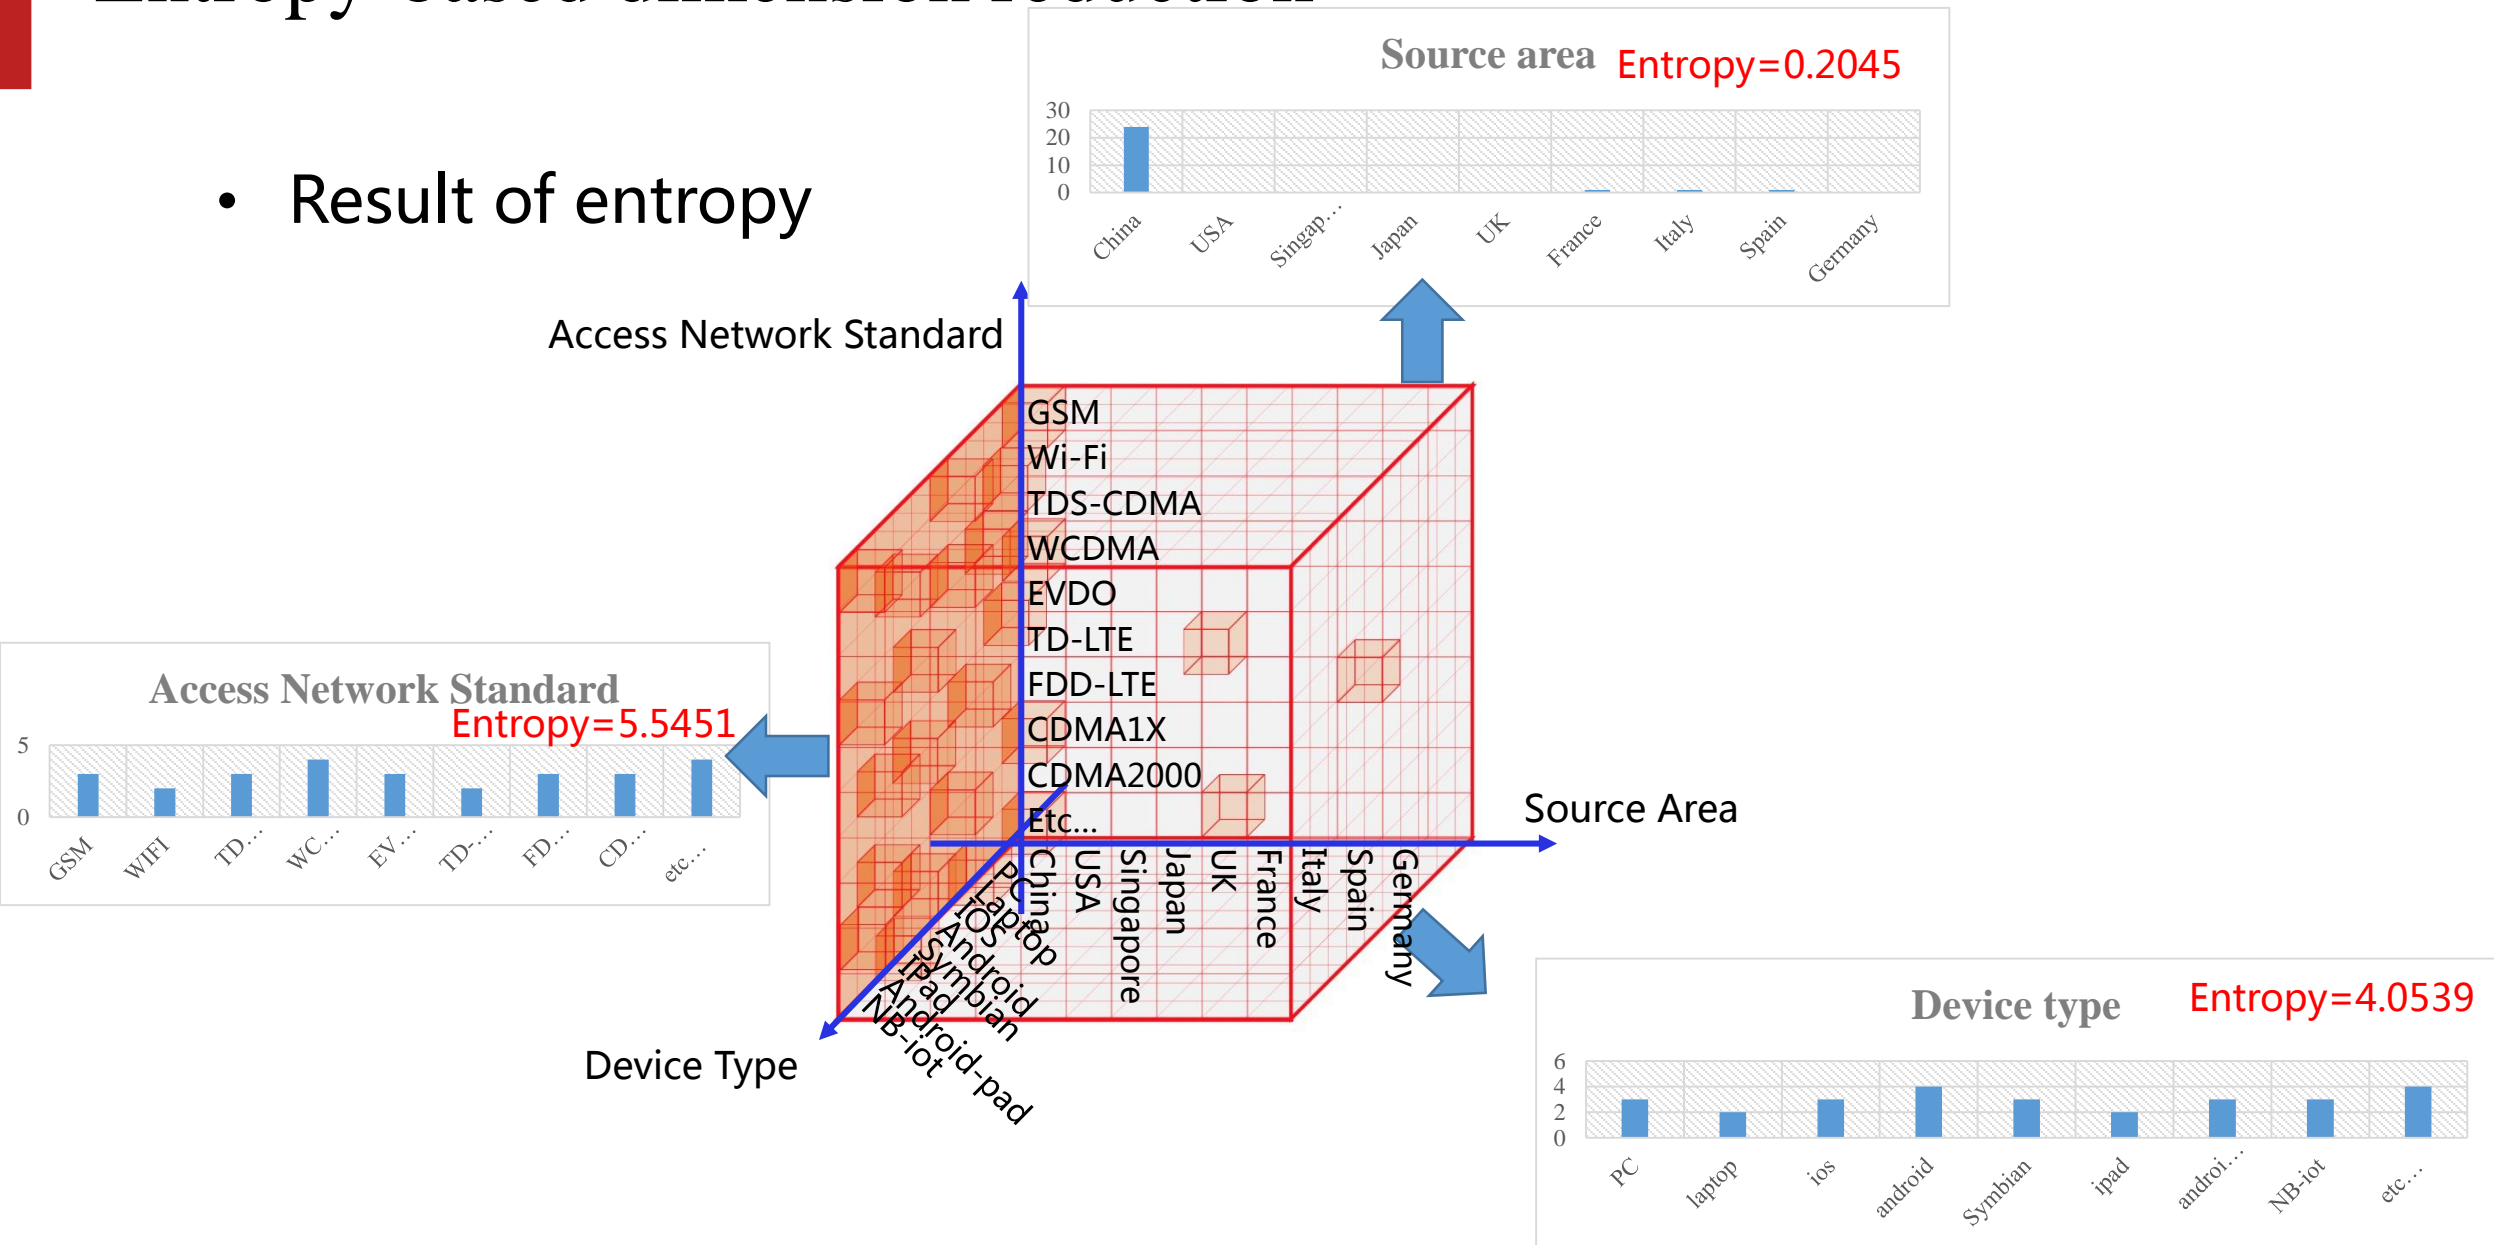 Entropy-based dimension reduction
• Result of entropy
Source area
Entropy=0.2045
30
20
10
0
China
USA
Singap...
Japan
UK
France
Italy
Spain
Germany
Access Network Standard
GSM
Wi-Fi
TDS-CDMA
WCDMA
EVDO
TD-LTE
FDD-LTE
CDMA1X
CDMA2000
Etc...
Source Area
China
USA
Singapore
Japan
UK
France
Italy
Spain
Germany
PC
Laptop
IOS
Android
Symbian
Ipad
Android-pad
NB-iot
Device Type
Access Network Standard
Entropy=5.5451
5
0
GSM
WIFI
TD...
WC...
EV...
TD-...
FD...
CD...
etc...
Device type
Entropy=4.0539
6
4
2
0
PC
laptop
ios
android
Symbian
ipad
androi...
NB-iot
etc...